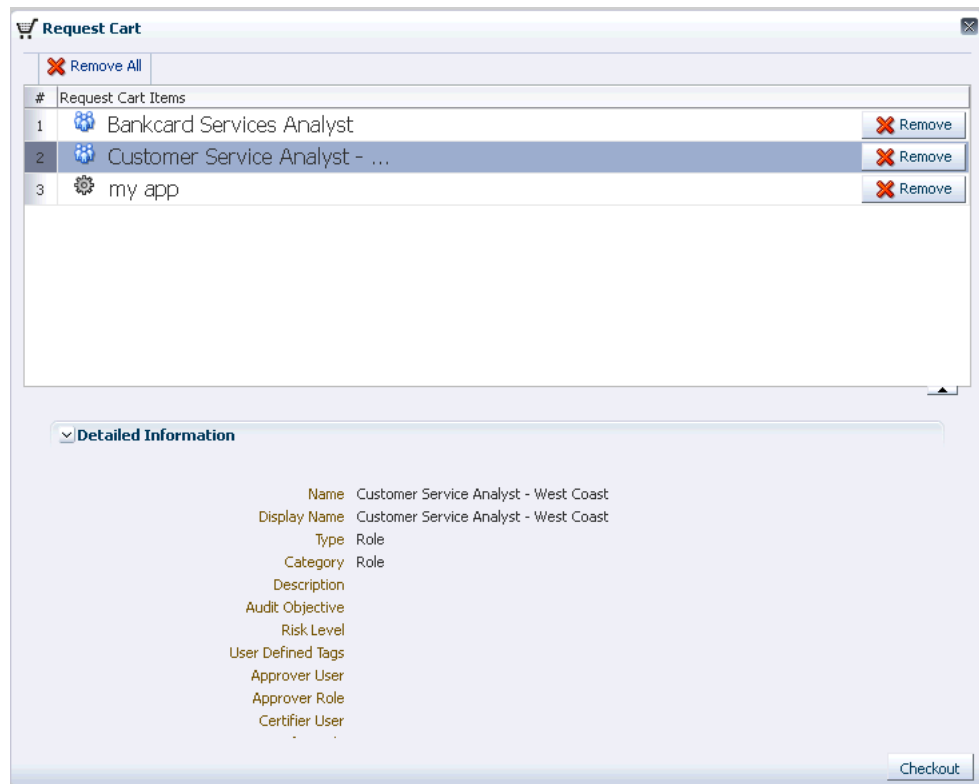 Request Cart
Remove All
# Request Cart Items
1 Bankcard Services Analyst Remove
2 Customer Service Analyst - ... Remove
3 my app Remove
Detailed Information
Name Customer Service Analyst - West Coast
Display Name Customer Service Analyst - West Coast
Type Role
Category Role
Description
Audit Objective
Risk Level
User Defined Tags
Approver User
Approver Role
Certifier User
Checkout